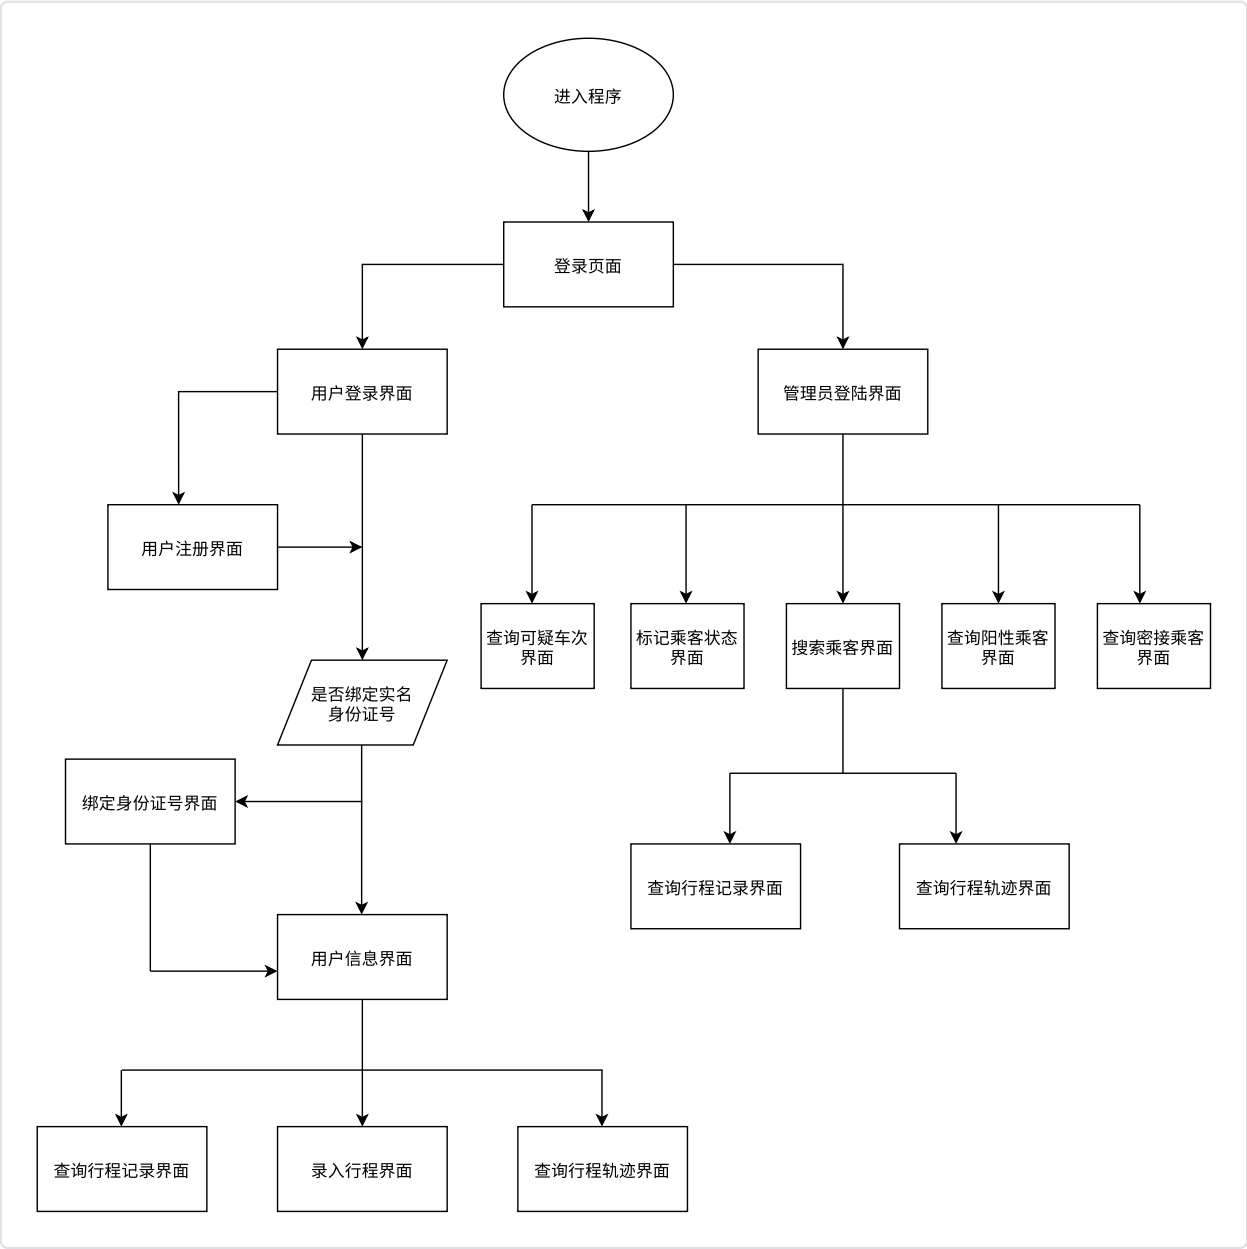 进入程序
登录页面
用户登录界面
管理员登陆界面
用户注册界面
查询可疑车次
界面
标记乘客状态
界面
搜索乘客界面
查询阳性乘客
界面
查询密接乘客
界面
是否绑定实名
身份证号
绑定身份证号界面
查询行程记录界面
查询行程轨迹界面
用户信息界面
查询行程记录界面
录入行程界面
查询行程轨迹界面